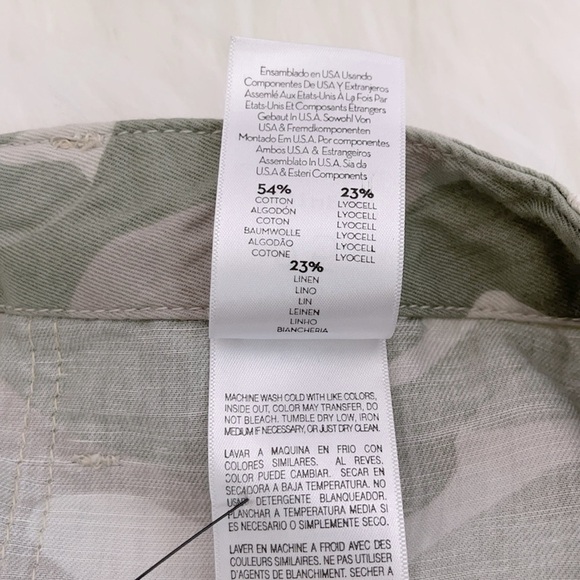 Ensamblado en USA Usando
Componentes De USA Y Extranjeros
Assemlé Aux Etats-Unis À La Fois Par
Etats-Unis Et Composants Étrangers
Gebaut In U.S.A. Sowohl Von
USA & Fremdkomponenten
Montado Em U.S.A. Por componentes
Ambos U.S.A & Estrangeiros
Assemblato In U.S.A, Sia da
U.S.A & Esteri Components
54% 23%
COTTON LYOCELL
ALGODÓN LYOCELL
COTON LYOCELL
BAUMWOLLE LYOCELL
ALGODÃO LYOCELL
COTONE LYOCELL
23%
LINEN
LINO
LIN
LEINEN
LINHO
BIANCHERIA
MACHINE WASH COLD WITH LIKE COLORS,
INSIDE OUT, COLOR MAY TRANSFER, DO
NOT BLEACH. TUMBLE DRY LOW, IRON
MEDIUM IF NECESSARY, OR JUST DRY CLEAN.
LAVAR A MAQUINA EN FRIO CON
COLORES SIMILARES. AL REVES,
COLOR PUEDE CAMBIAR. SECAR EN
SECADORA A BAJA TEMPERATURA. NO
DETERGENTE BLANQUEADOR.
PLANCHAR A TEMPERATURA MEDIA SI
ES NECESARIO O SIMPLEMENTE SECO.
LAVER EN MACHINE A FROID AVEC DES
COULEURS SIMILAIRES. NE PAS UTILISER
D'AGENTS DE BLANCHIMENT. SECHER A